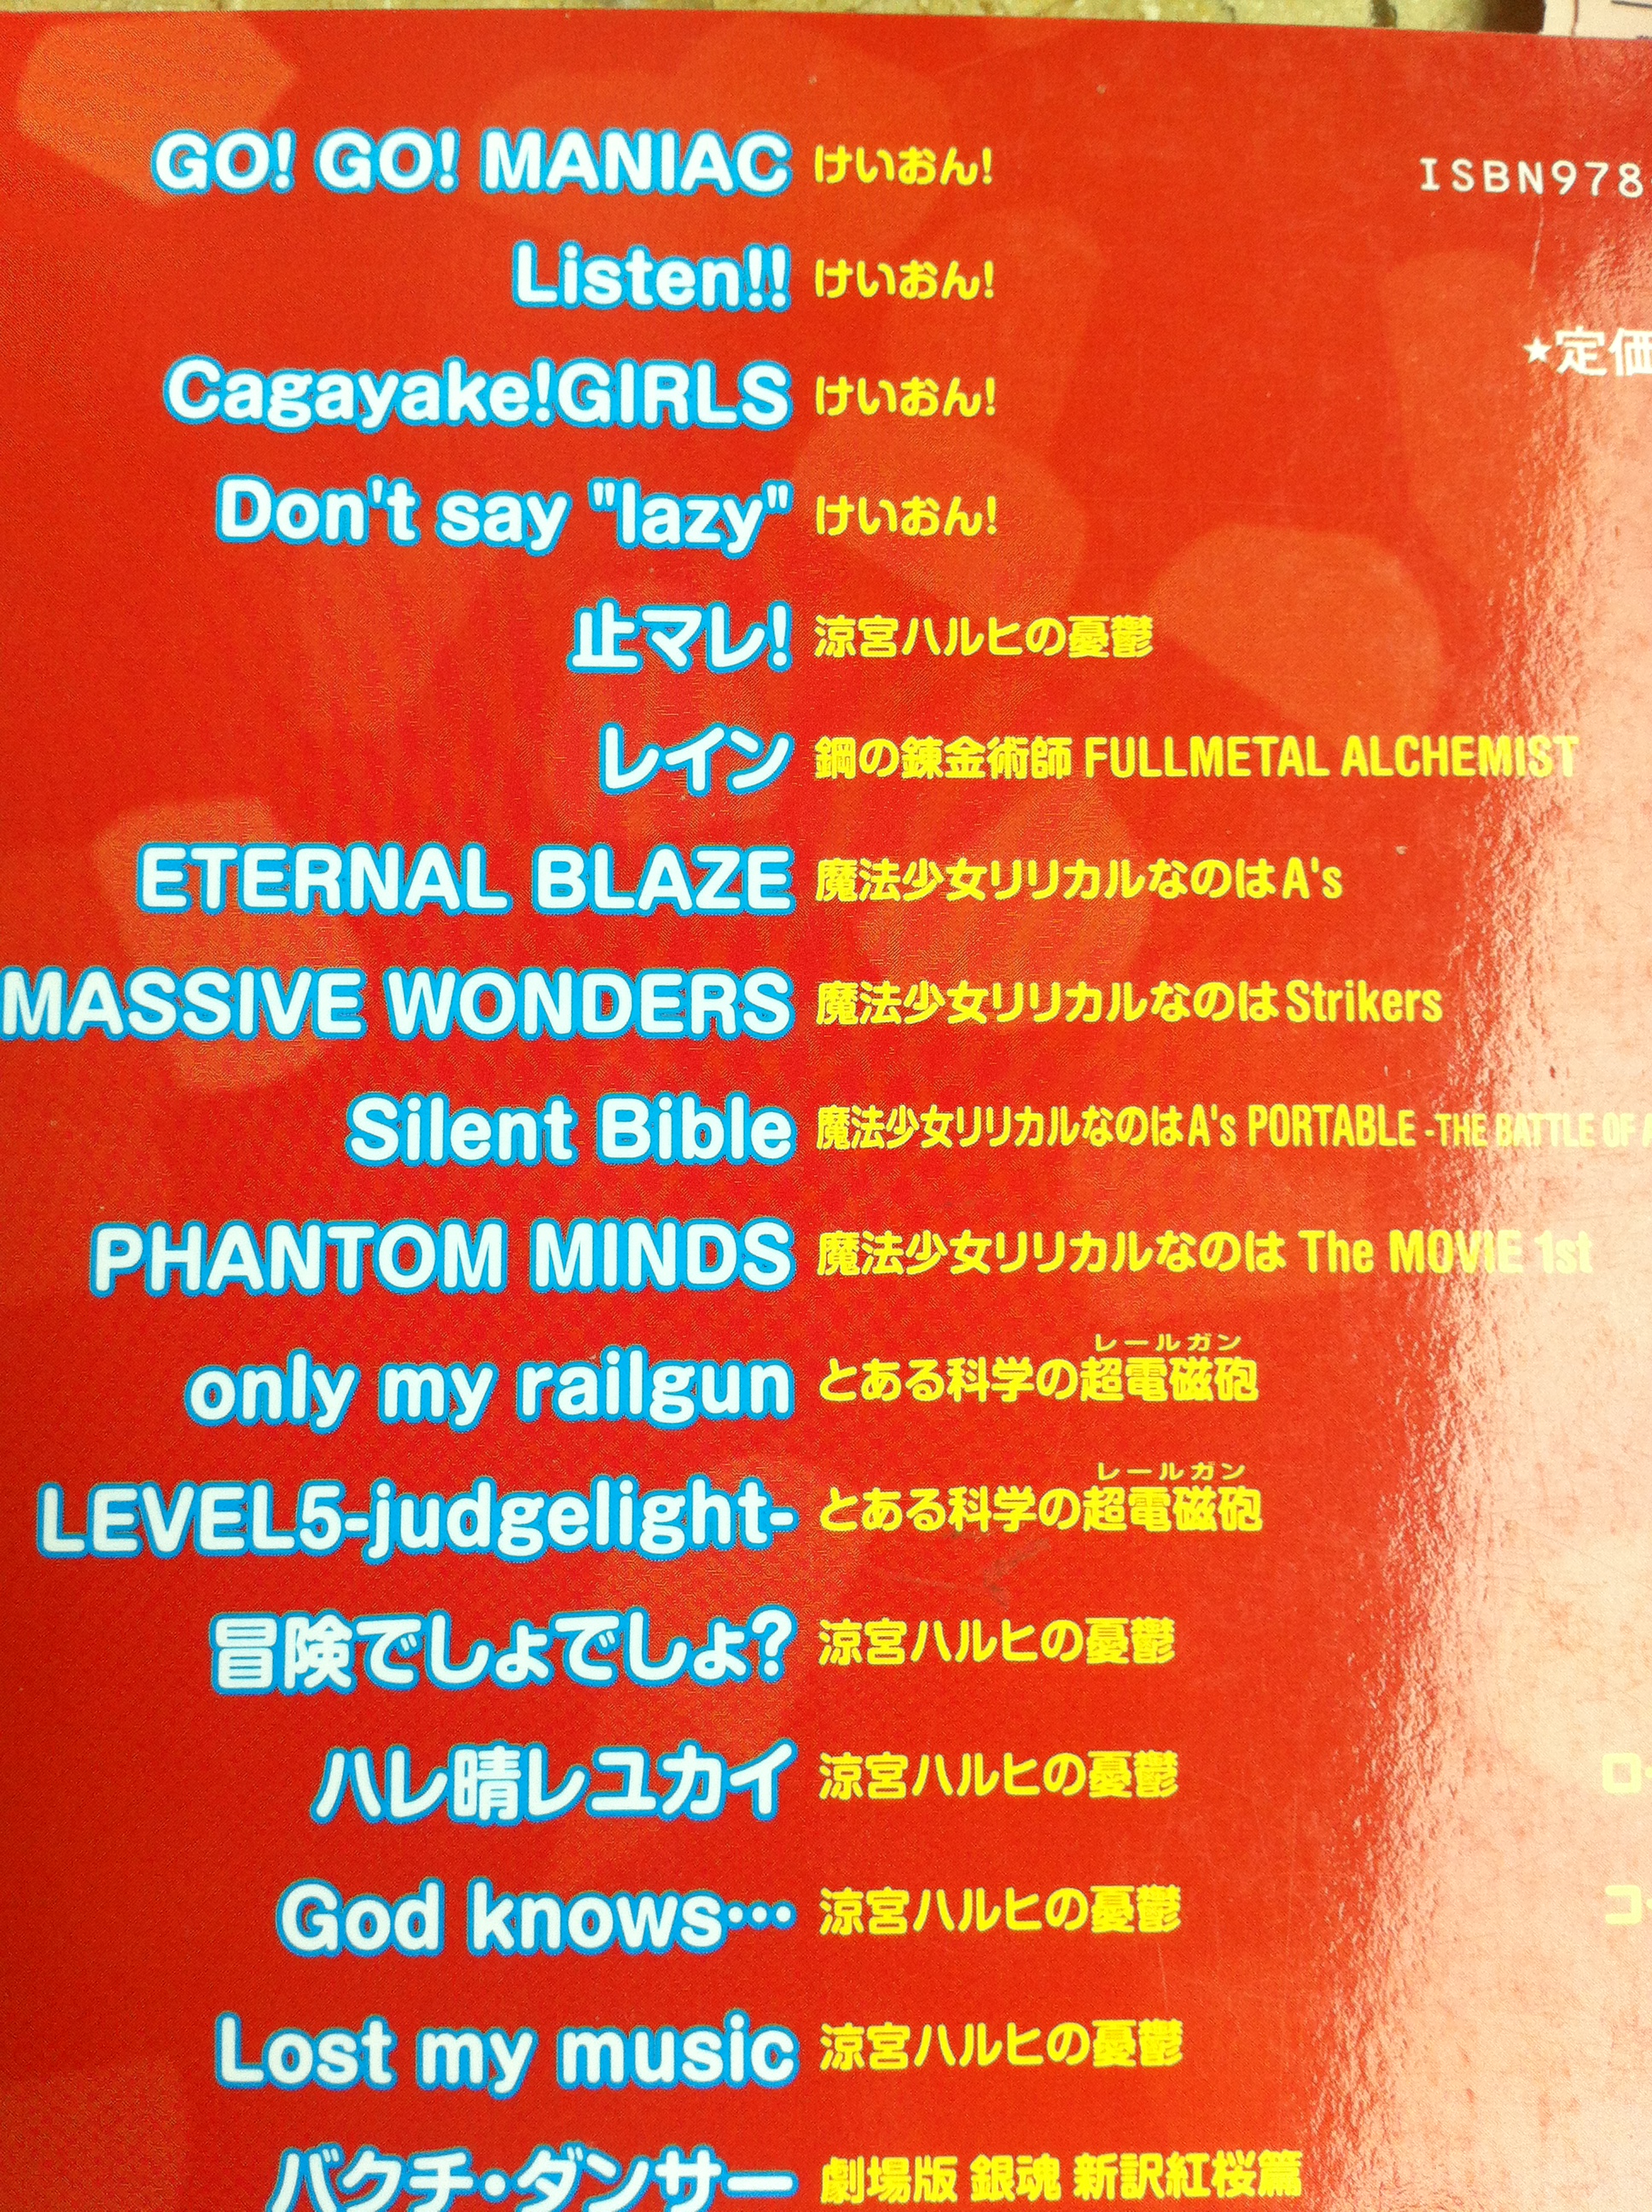 GO! GO! MANIAC けいおん!
ISBN978
Listen!! けいおん!
★定価
Cagayake!GIRLS けいおん!
Don't say "lazy" けいおん!
止マレ! 涼宮ハルヒの憂鬱
レイン 鋼の錬金術師 FULLMETAL ALCHEMIST
ETERNAL BLAZE 魔法少女リリカルなのはA's
MASSIVE WONDERS 魔法少女リリカルなのはStrikers
Silent Bible 魔法少女リリカルなのはA's PORTABLE -THE BATTLE OF
PHANTOM MINDS 魔法少女リリカルなのは The MOVIE 1st
レールガン
only my railgun とある科学の超電磁砲
レールガン
LEVEL5-judgelight- とある科学の超電磁砲
冒険でしょでしょ? 涼宮ハルヒの憂鬱
ハレ晴レユカイ 涼宮ハルヒの憂鬱
God knows… 涼宮ハルヒの憂鬱
Lost my music 涼宮ハルヒの憂鬱
バクチ・ダンサー 劇場版 銀魂 新訳紅桜篇